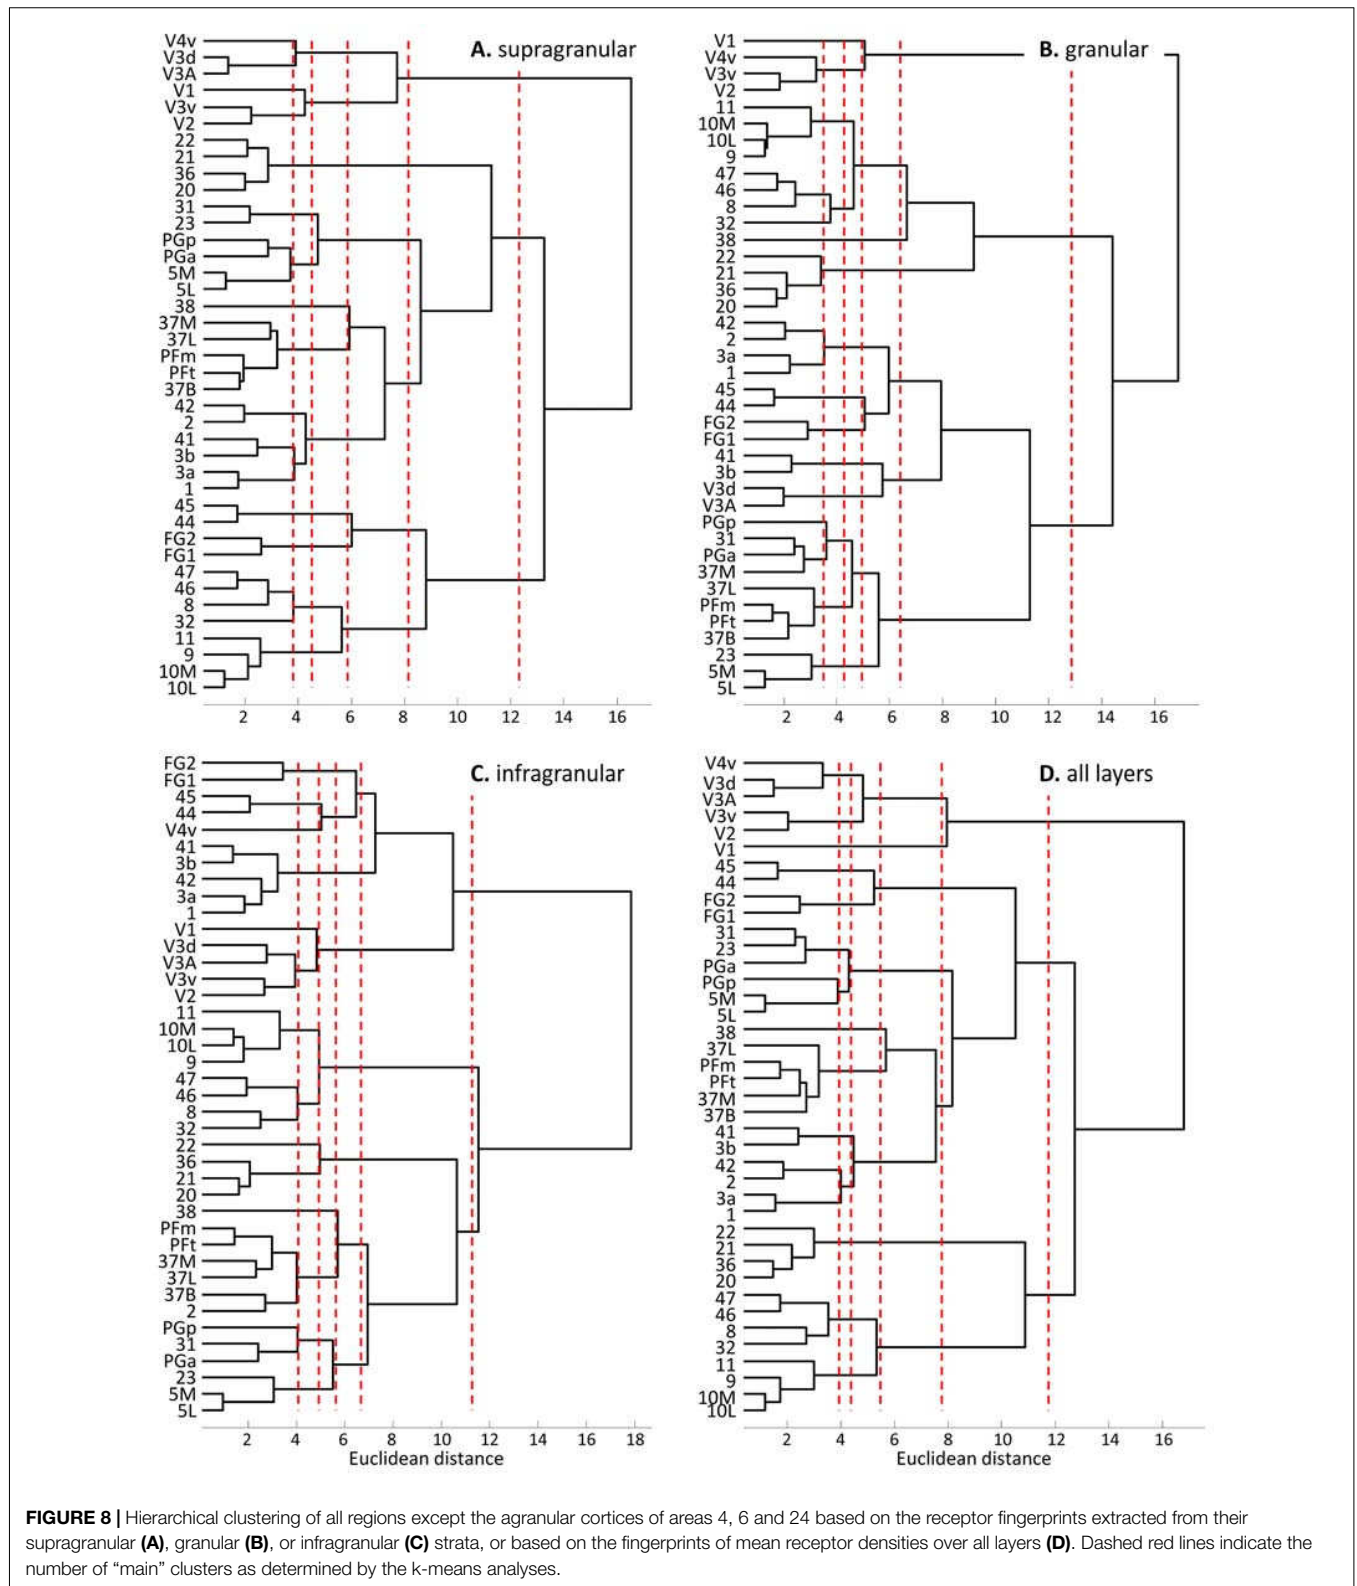 A. supragranular
V4v
V3d
V3A
V1
V3v
V2
22
21
36
20
31
23
PGp
PGa
5M
5L
38
37M
37L
PFm
PFt
37B
42
2
41
3b
3a
1
45
44
FG2
FG1
47
46
8
32
11
9
10M
10L
2 4 6 8 10 12 14 16
B. granular
V1
V4v
V3v
V2
11
10M
10L
9
47
46
8
32
38
22
21
36
20
42
2
3a
1
45
44
FG2
FG1
41
3b
V3d
V3A
PGp
31
PGa
37M
37L
PFm
PFt
37B
23
5M
5L
2 4 6 8 10 12 14 16
C. infragranular
FG2
FG1
45
44
V4v
41
3b
42
3a
1
V1
V3d
V3A
V3v
V2
11
10M
10L
9
47
46
8
32
22
36
21
20
38
PFm
PFt
37M
37L
37B
2
PGp
31
PGa
23
5M
5L
2 4 6 8 10 12 14 16 18
Euclidean distance
D. all layers
V4v
V3d
V3A
V3v
V2
V1
45
44
FG2
FG1
31
23
PGa
PGp
5M
5L
38
37L
PFm
PFt
37M
37B
41
3b
42
2
3a
1
22
21
36
20
47
46
8
32
11
9
10M
10L
2 4 6 8 10 12 14 16
Euclidean distance
FIGURE 8 | Hierarchical clustering of all regions except the agranular cortices of areas 4, 6 and 24 based on the receptor fingerprints extracted from their
supragranular (A), granular (B), or infragranular (C) strata, or based on the fingerprints of mean receptor densities over all layers (D). Dashed red lines indicate the
number of “main” clusters as determined by the k-means analyses.